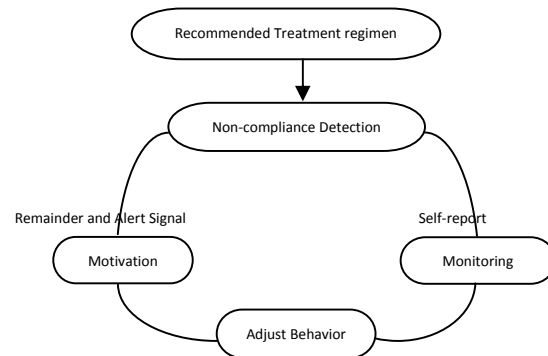 Recommended Treatment regimen
Non-compliance Detection
Remainder and Alert Signal
Self-report
Motivation
Monitoring
Adjust Behavior